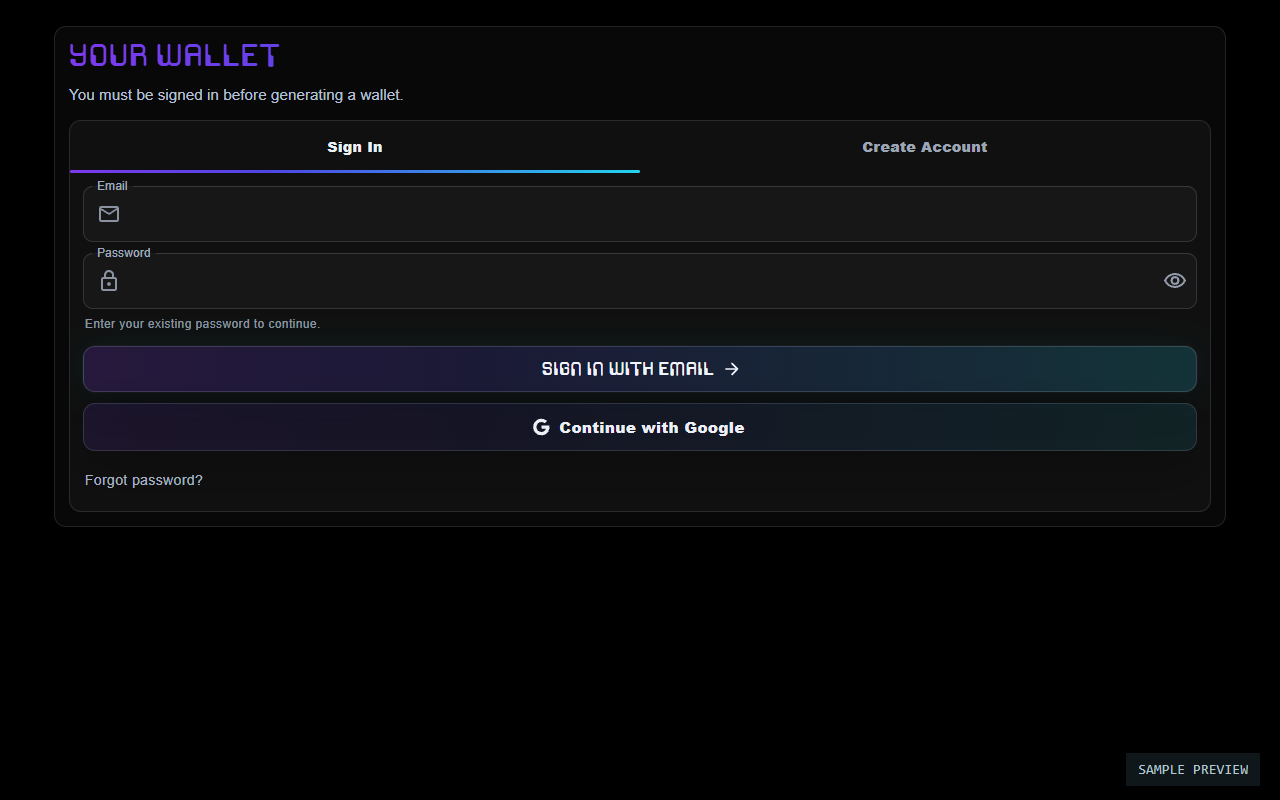 YOUR WALLET
You must be signed in before generating a wallet.
Sign In
Create Account
Email
Password
Enter your existing password to continue.
SIGN IN WITH EMAIL
Continue with Google
Forgot password?
SAMPLE PREVIEW